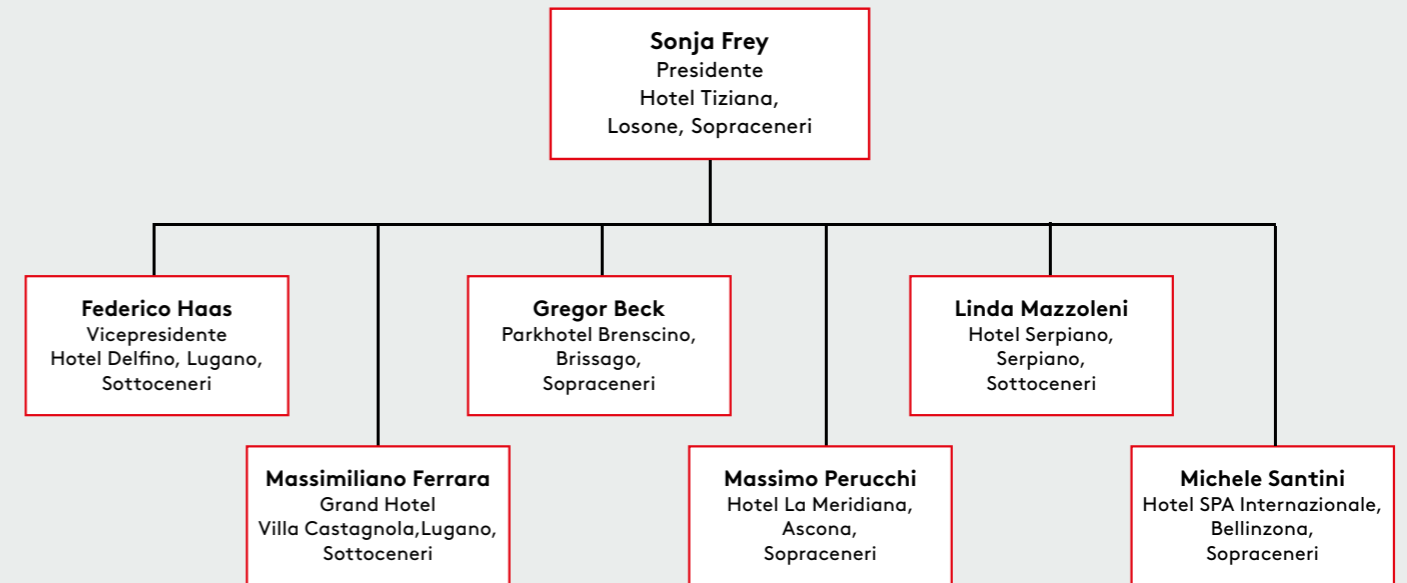 Sonja Frey
Presidente
Hotel Tiziana,
Losone, Sopraceneri
Federico Haas
Vicepresidente
Hotel Delfino, Lugano,
Sottoceneri
Gregor Beck
Parkhotel Brenscino,
Brissago,
Sopraceneri
Linda Mazzoleni
Hotel Serpiano,
Serpiano,
Sottoceneri
Massimiliano Ferrara
Grand Hotel
Villa Castagnola,Lugano,
Sottoceneri
Massimo Perucchi
Hotel La Meridiana,
Ascona,
Sopraceneri
Michele Santini
Hotel SPA Internazionale,
Bellinzona,
Sopraceneri